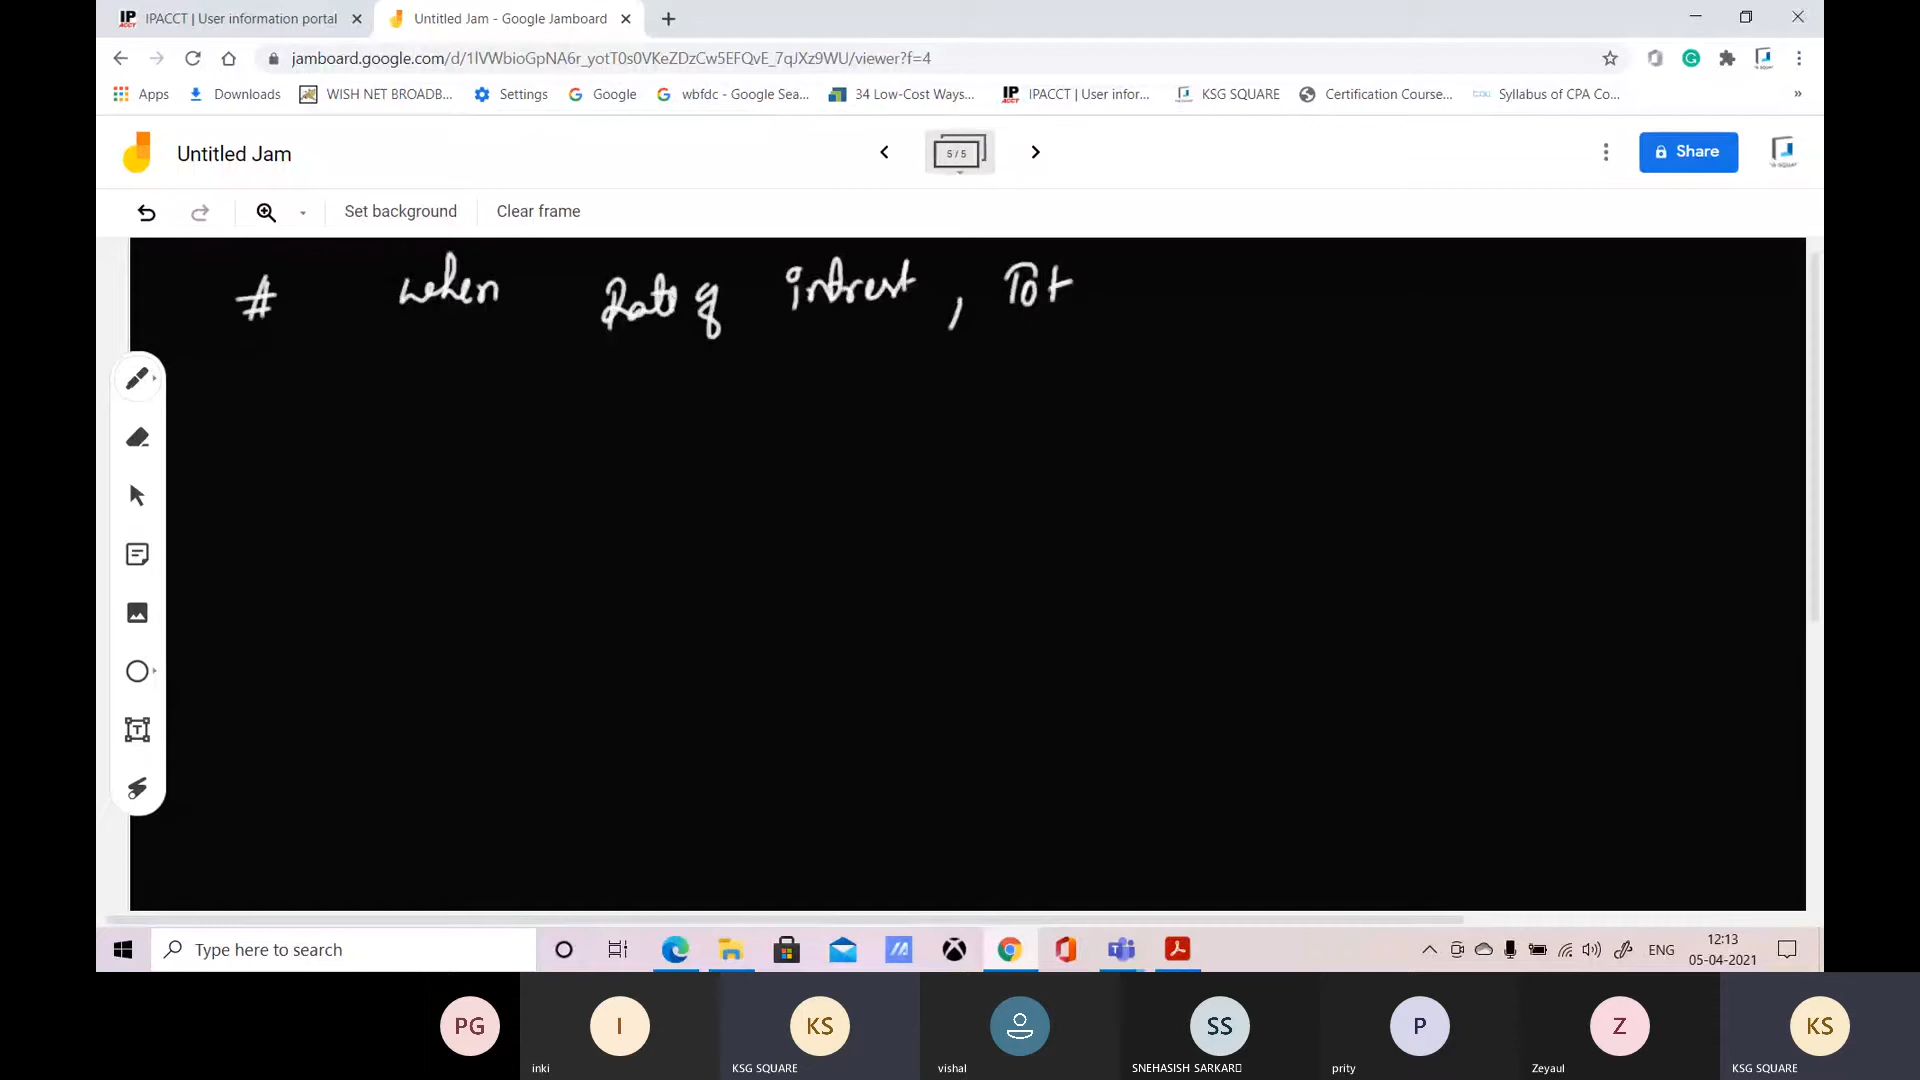 IPACCT | User information portal
Untitled Jam - Google Jamboard
jamboard.google.com/d/1lVWbioGpNA6r_yotT0s0VKeZDzCw5EFQvE_7qJXz9WU/viewer?f=4
Apps Downloads WISH NET BROADB... Settings Google wbfdc - Google Sea... 34 Low-Cost Ways... IPACCT | User infor... KSG SQUARE Certification Course... Syllabus of CPA Co... »
Untitled Jam 5 / 5 Share
Set background Clear frame
# when Rate of intrest , Tot
Type here to search ENG 12:13
05-04-2021
PG I KS SS P Z KS
inki KSG SQUARE vishal SNEHASISH SARKAR prity Zeyaul KSG SQUARE